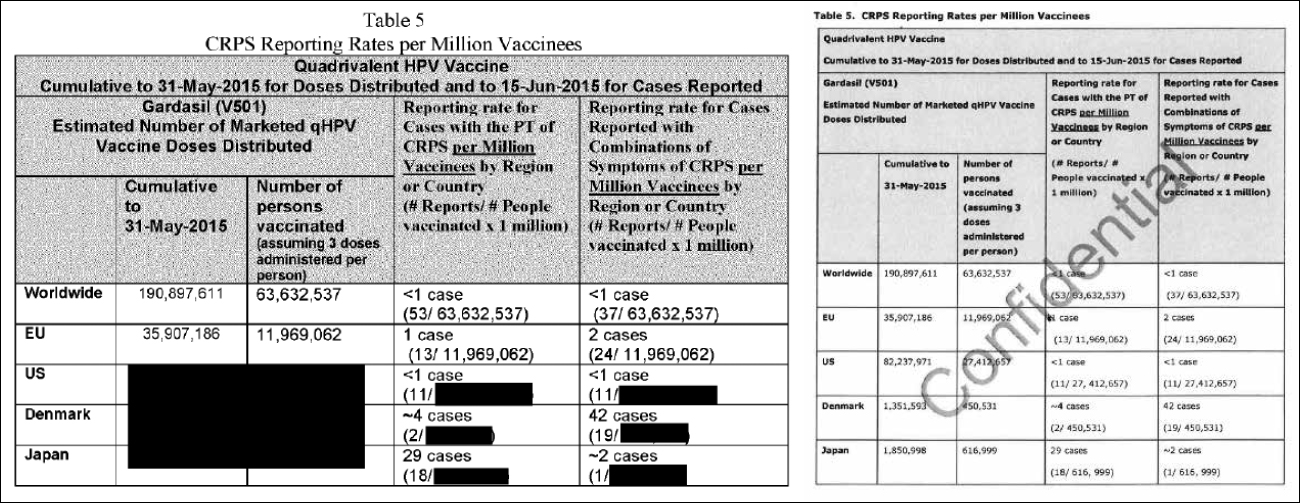 Table 5
CRPS Reporting Rates per Million Vaccinees
Quadrivalent HPV Vaccine
Cumulative to 31-May-2015 for Doses Distributed and to 15-Jun-2015 for Cases Reported
Gardasil (V501)
Estimated Number of Marketed qHPV
Vaccine Doses Distributed
Reporting rate for
Cases with the PT of
CRPS per Million
Vaccinees by Region
or Country
(# Reports/ # People
vaccinated x 1 million)
Reporting rate for Cases
Reported with
Combinations of
Symptoms of CRPS per
Million Vaccinees by
Region or Country
(# Reports/ # People
vaccinated x 1 million)
Cumulative
to
31-May-2015
Number of
persons
vaccinated
(assuming 3 doses
administered per
person)
Worldwide 190,897,611 63,632,537 <1 case <1 case
(53/ 63,632,537) (37/ 63,632,537)
EU 35,907,186 11,969,062 1 case 2 cases
(13/ 11,969,062) (24/ 11,969,062)
US <1 case <1 case
(11/ (11/
Denmark ~4 cases 42 cases
(2/ (19/
Japan 29 cases ~2 cases
(18/ (1/
Table 5. CRPS Reporting Rates per Million Vaccinees
Quadrivalent HPV Vaccine
Cumulative to 31-May-2015 for Doses Distributed and to 15-Jun-2015 for Cases Reported
Gardasil (V501)
Estimated Number of Marketed qHPV Vaccine
Doses Distributed
Reporting rate for
Cases with the PT of
CRPS per Million
Vaccinees by Region
or Country
(# Reports/ #
People vaccinated x
1 million)
Reporting rate for Cases
Reported with
Combinations of
Symptoms of CRPS per
Million Vaccinees by
Region or Country
(# Reports/ # People
vaccinated x 1 million)
Cumulative to
31-May-2015
Number of
persons
vaccinated
(assuming 3
doses
administered
per person)
Worldwide 190,897,611 63,632,537 <1 case <1 case
(53/ 63,632,537) (37/ 63,632,537)
EU 35,907,186 11,969,062 1 case 2 cases
(13/ 11,969,062) (24/ 11,969,062)
US 82,237,971 27,412,657 <1 case <1 case
(11/ 27, 412,657) (11/ 27,412,657)
Denmark 1,351,593 450,531 ~4 cases 42 cases
(2/ 450,531) (19/ 450,531)
Japan 1,850,998 616,999 29 cases ~2 cases
(18/ 616, 999) (1/ 616, 999)
Confidential